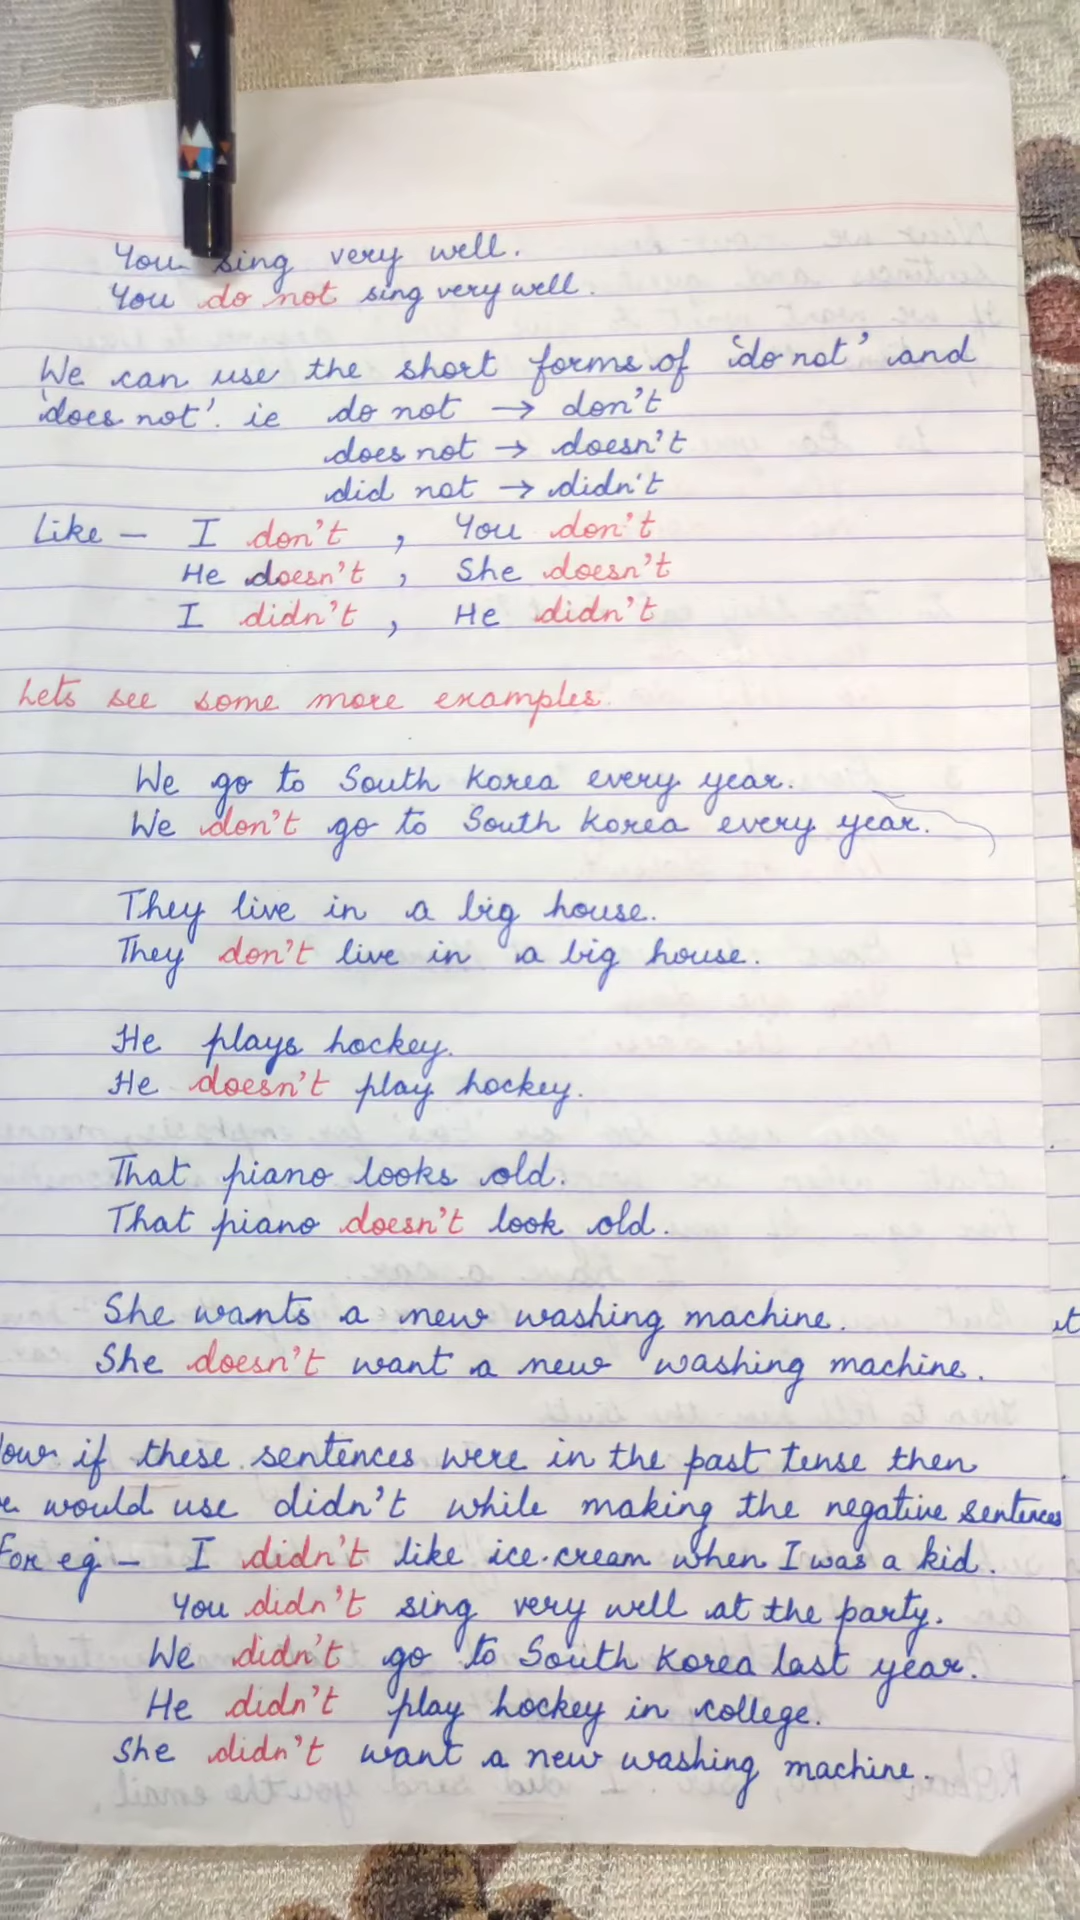 You sing very well.
You do not sing very well.
We can use the short forms of 'do not' and
'does not'. ie do not → don't
does not → doesn't
did not → didn't
Like – I don't , You don't
He doesn't , She doesn't
I didn't , He didn't
Lets see some more examples.
We go to South Korea every year.
We don't go to South Korea every year.
They live in a big house.
They don't live in a big house.
He plays hockey.
He doesn't play hockey.
That piano looks old.
That piano doesn't look old.
She wants a new washing machine.
She doesn't want a new washing machine.
if these sentences were in the past tense then
would use didn't while making the negative sentences
For eg – I didn't like ice-cream when I was a kid.
You didn't sing very well at the party.
We didn't go to South Korea last year.
He didn't play hockey in college.
She didn't want a new washing machine.